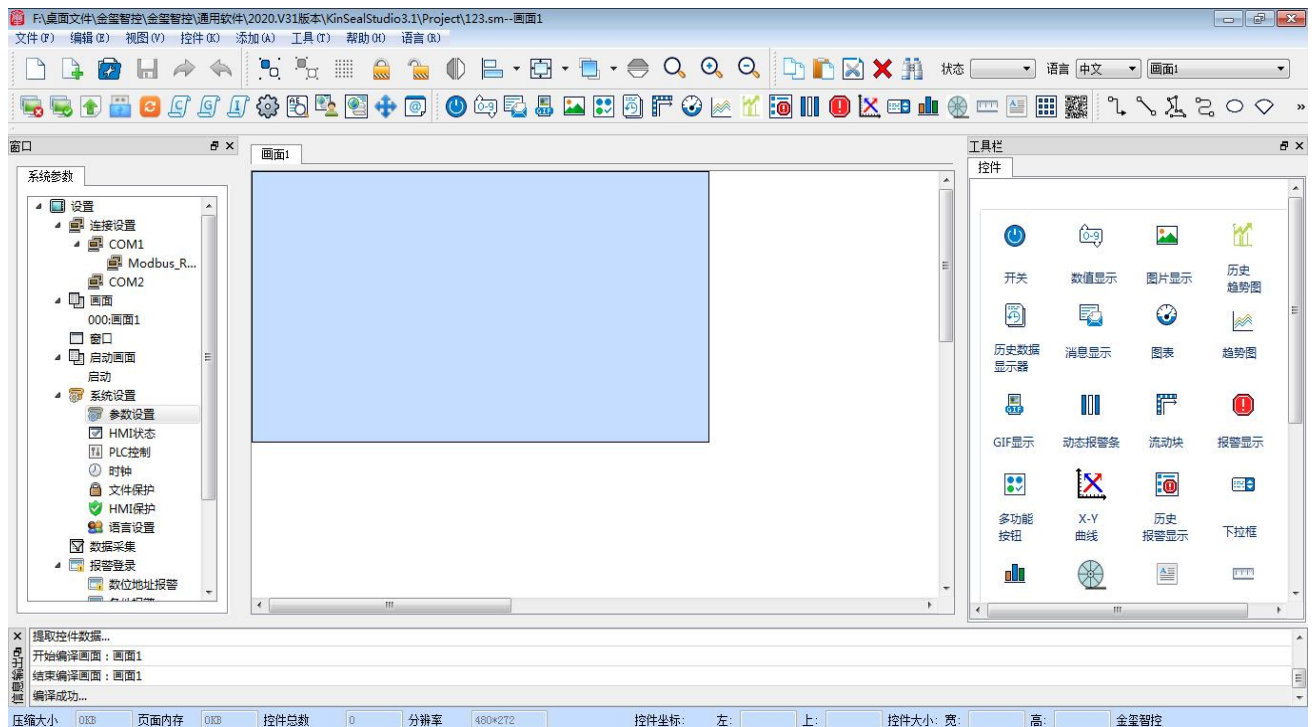 F:\桌面文件\金玺智控\金玺智控\通用软件\2020.V31版本\KinSealStudio3.1\Project\123.sm--画面1
文件(F) 编辑(E) 视图(V) 控件(K) 添加(A) 工具(T) 帮助(H) 语言(R)
状态 语言 中文 画面1
窗口
系统参数
设置
连接设置
COM1
Modbus_R...
COM2
画面
000:画面1
窗口
启动画面
启动
系统设置
参数设置
HMI状态
PLC控制
时钟
文件保护
HMI保护
语言设置
数据采集
报警登录
数位地址报警
画面1
工具栏
控件
开关 数值显示 图片显示 历史趋势图
历史数据显示器 消息显示 图表 趋势图
GIF显示 动态报警条 流动块 报警显示
多功能按钮 X-Y曲线 历史报警显示 下拉框
信息输出
提取控件数据...
开始编译画面:画面1
结束编译画面:画面1
编译成功...
压缩大小 0KB 页面内存 0KB 控件总数 0 分辨率 480*272 控件坐标: 左: 上: 控件大小: 宽: 高: 金玺智控